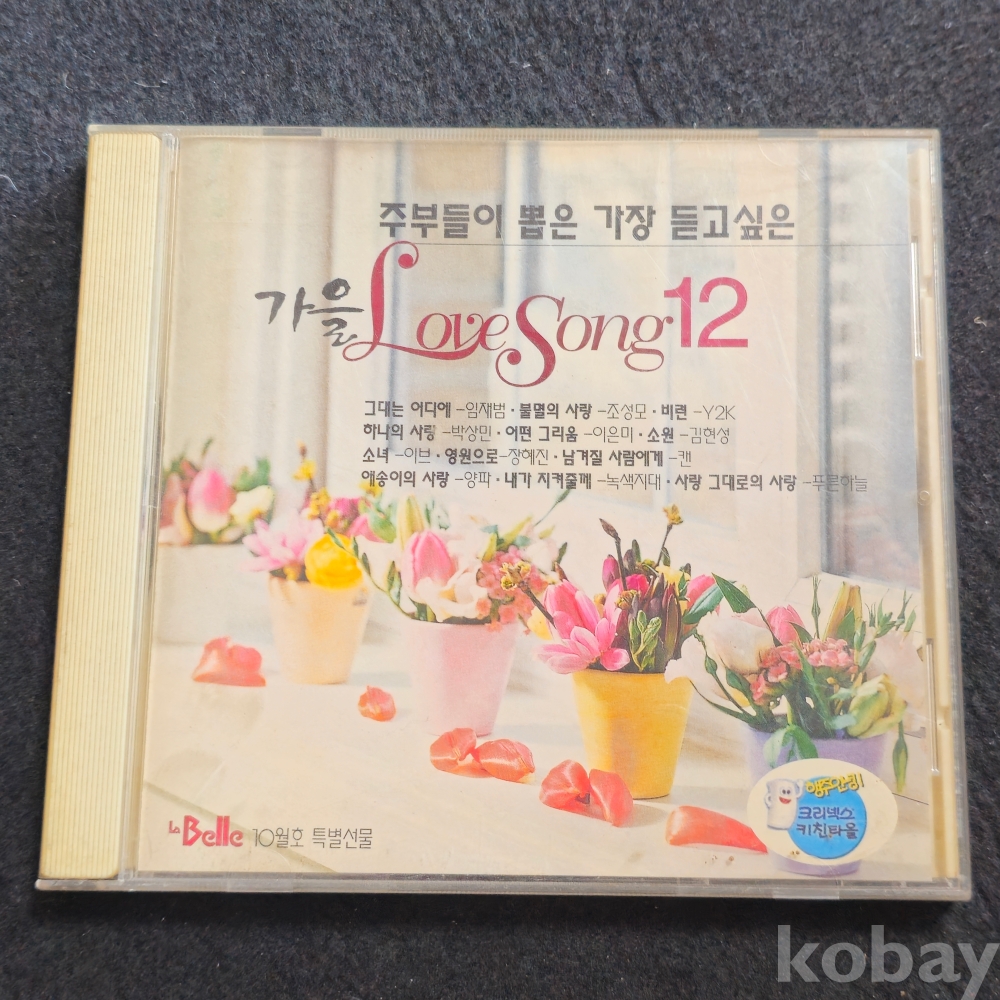 주부들이 뽑은 가장 듣고싶은
가을 Love Song 12
그대는 어디에 -임재범 · 불멸의 사랑 -조성모 · 비련 -Y2K
하나의 사랑 -박상민 · 어떤 그리움 -이은미 · 소원 -김현성
소녀 -이브 · 영원으로 -장혜진 · 남겨질 사람에게 -캔
애송이의 사랑 -양파 · 내가 지켜줄께 -녹색지대 · 사랑 그대로의 사랑 -푸른하늘
행주안녕!
크리넥스
키친타올
La Belle 10월호 특별선물
kobay